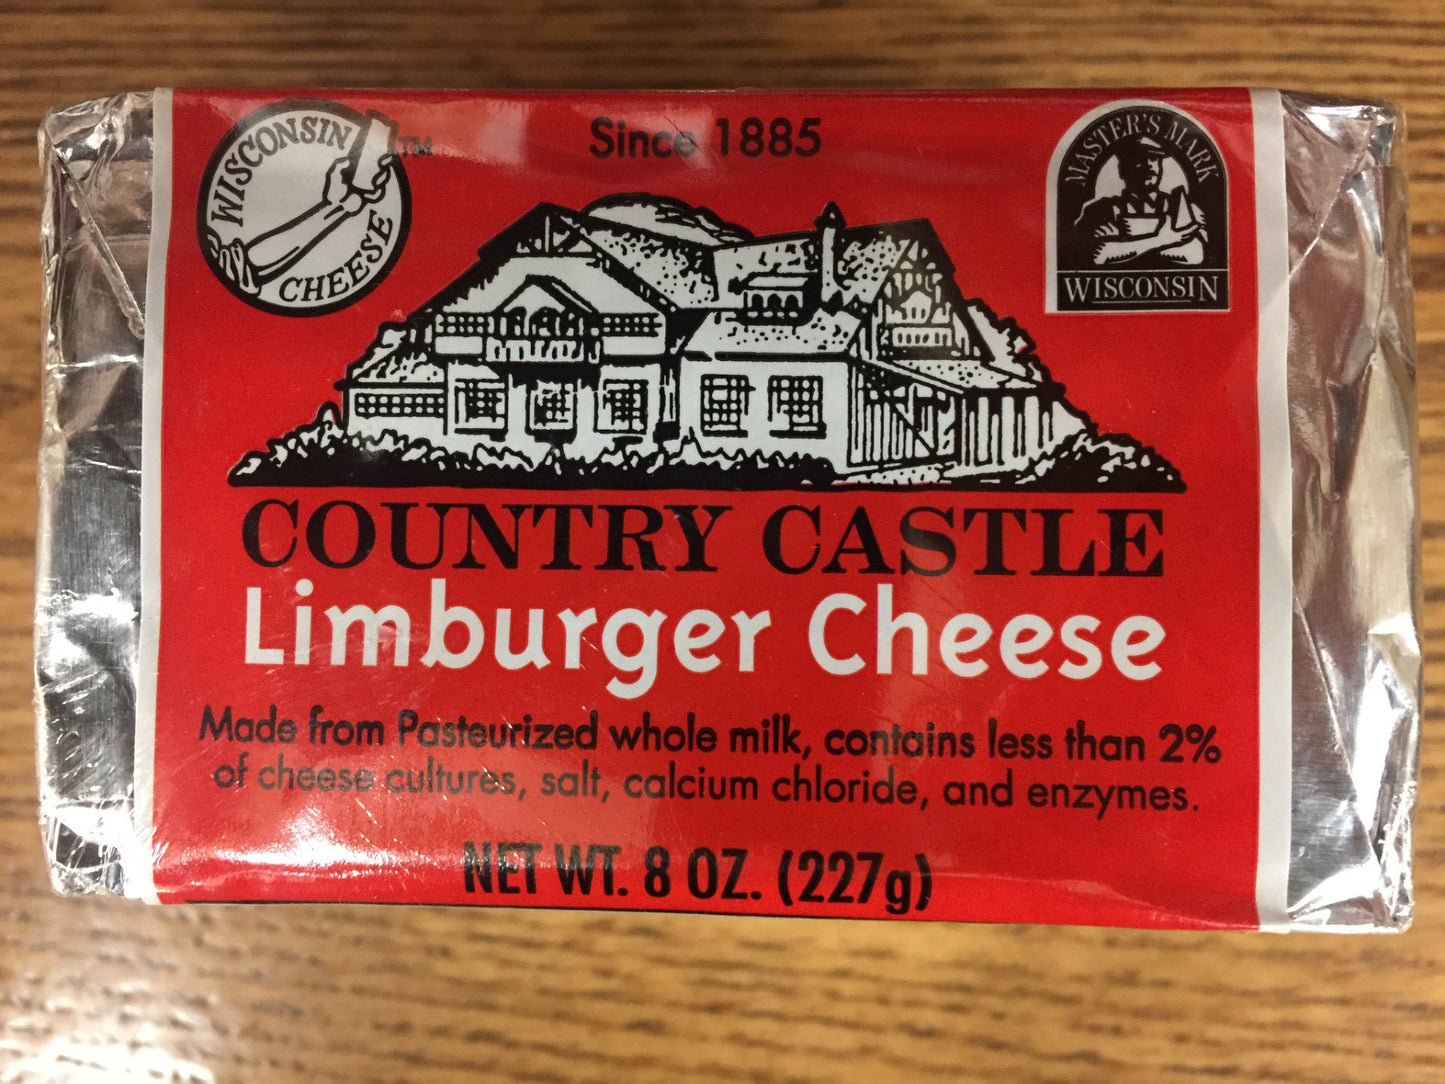 WISCONSIN
CHEESE
TM
Since 1885
MASTER'S MARK
WISCONSIN
COUNTRY CASTLE
Limburger Cheese
Made from Pasteurized whole milk, contains less than 2%
of cheese cultures, salt, calcium chloride, and enzymes.
NET WT. 8 OZ. (227g)